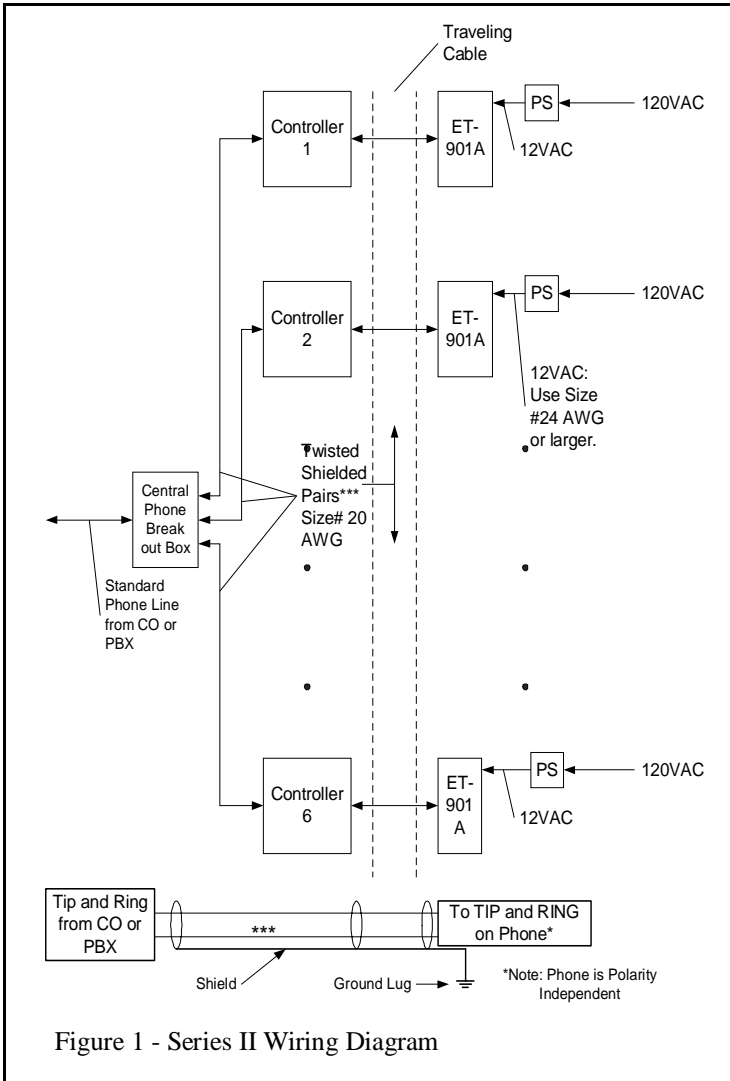 Traveling
Cable
Controller
1
ET-
901A
PS
120VAC
12VAC
Controller
2
ET-
901A
PS
120VAC
12VAC:
Use Size
#24 AWG
or larger.
Twisted
Shielded
Pairs***
Size# 20
AWG
Central
Phone
Break
out Box
Standard
Phone Line
from CO or
PBX
Controller
6
ET-
901
A
PS
120VAC
12VAC
Tip and Ring
from CO or
PBX
***
To TIP and RING
on Phone*
Shield
Ground Lug
*Note: Phone is Polarity
Independent
Figure 1 - Series II Wiring Diagram